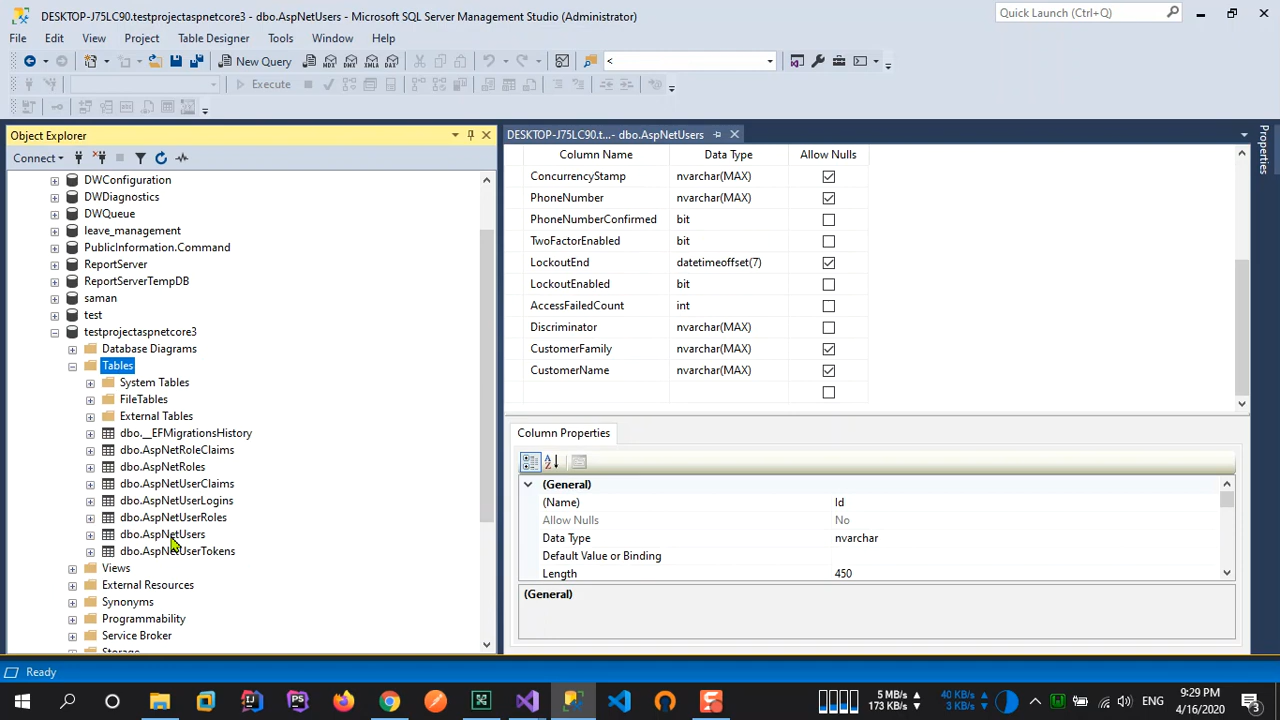 DESKTOP-J75LC90.testprojectaspnetcore3 - dbo.AspNetUsers - Microsoft SQL Server Management Studio (Administrator)
Quick Launch (Ctrl+Q)
File Edit View Project Table Designer Tools Window Help
New Query MDX DMX XMLA DAX <
Execute
Object Explorer
Connect
DWConfiguration
DWDiagnostics
DWQueue
leave_management
PublicInformation.Command
ReportServer
ReportServerTempDB
saman
test
testprojectaspnetcore3
Database Diagrams
Tables
System Tables
FileTables
External Tables
dbo.__EFMigrationsHistory
dbo.AspNetRoleClaims
dbo.AspNetRoles
dbo.AspNetUserClaims
dbo.AspNetUserLogins
dbo.AspNetUserRoles
dbo.AspNetUsers
dbo.AspNetUserTokens
Views
External Resources
Synonyms
Programmability
Service Broker
Storage
DESKTOP-J75LC90.t...- dbo.AspNetUsers
Column Name Data Type Allow Nulls
ConcurrencyStamp nvarchar(MAX)
PhoneNumber nvarchar(MAX)
PhoneNumberConfirmed bit
TwoFactorEnabled bit
LockoutEnd datetimeoffset(7)
LockoutEnabled bit
AccessFailedCount int
Discriminator nvarchar(MAX)
CustomerFamily nvarchar(MAX)
CustomerName nvarchar(MAX)
Column Properties
(General)
(Name) Id
Allow Nulls No
Data Type nvarchar
Default Value or Binding
Length 450
(General)
Properties
Ready
5 MB/s
173 KB/s
40 KB/s
3 KB/s
ENG
9:29 PM
4/16/2020
3